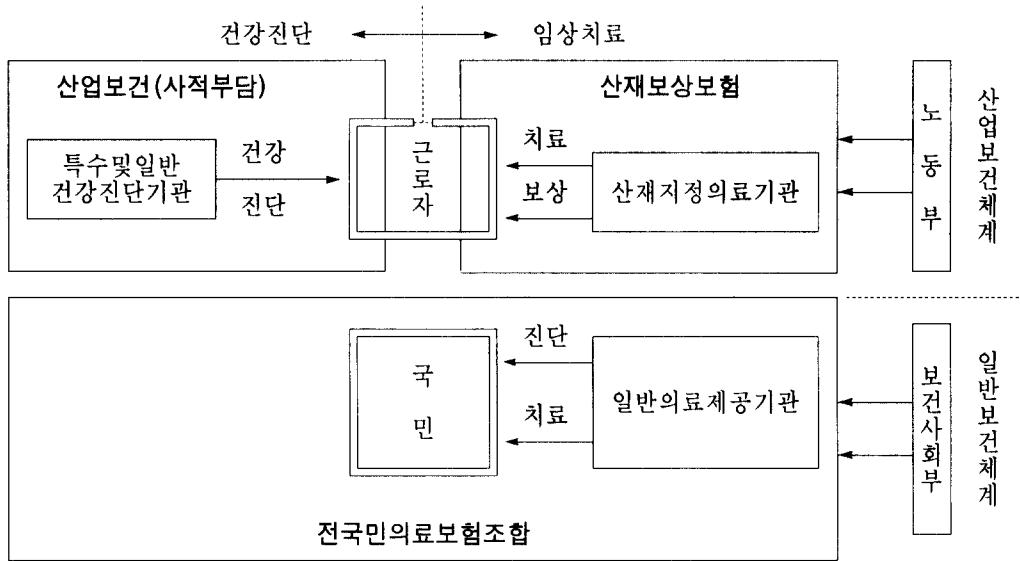 건강진단 임상치료
산업보건(사적부담)
산재보상보험
특수및일반
건강진단기관
건강
진단
근로자
치료
보상
산재지정의료기관
노동부
산업보건체계
국민
진단
치료
일반의료제공기관
보건사회부
일반보건체계
전국민의료보험조합